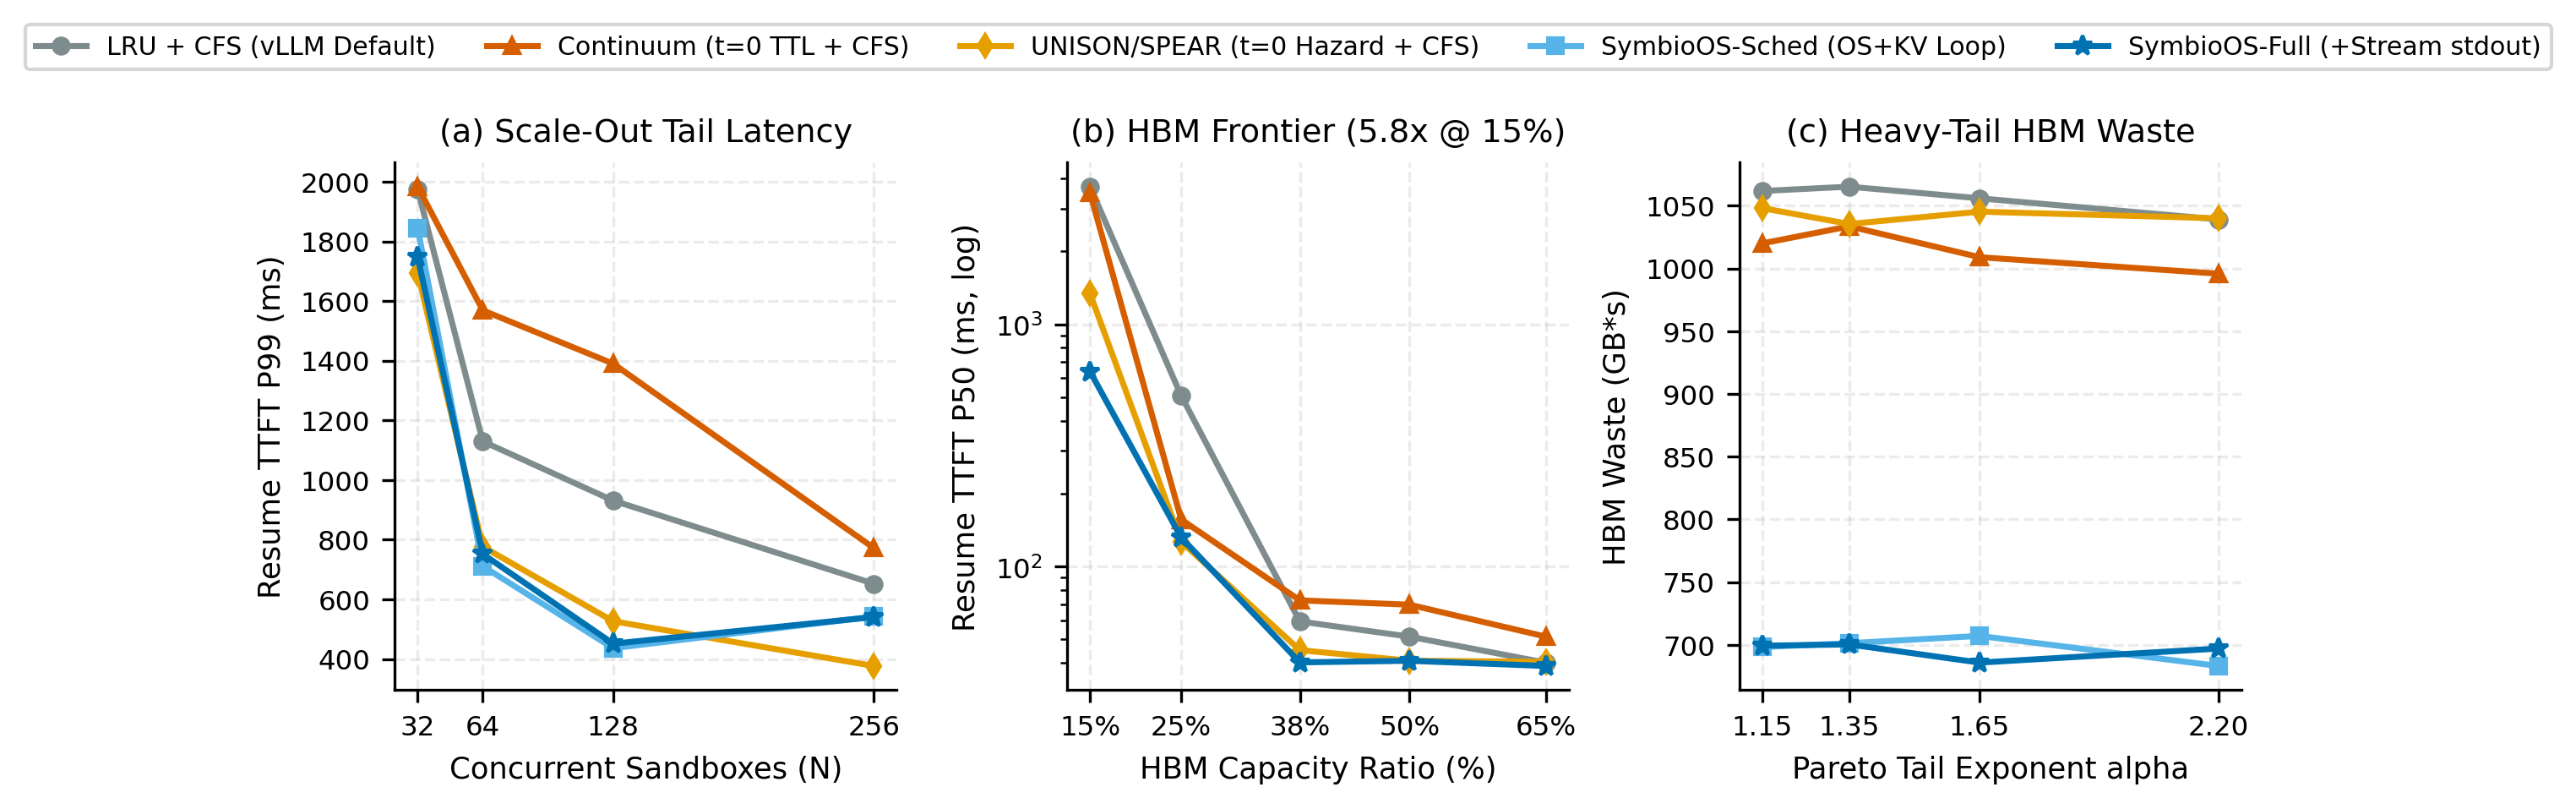 LRU + CFS (vLLM Default)
Continuum (t=0 TTL + CFS)
UNISON/SPEAR (t=0 Hazard + CFS)
SymbioOS-Sched (OS+KV Loop)
SymbioOS-Full (+Stream stdout)
(a) Scale-Out Tail Latency
Resume TTFT P99 (ms)
2000
1800
1600
1400
1200
1000
800
600
400
32 64 128 256
Concurrent Sandboxes (N)
(b) HBM Frontier (5.8x @ 15%)
Resume TTFT P50 (ms, log)
10³
10²
15% 25% 38% 50% 65%
HBM Capacity Ratio (%)
(c) Heavy-Tail HBM Waste
HBM Waste (GB*s)
1050
1000
950
900
850
800
750
700
1.15 1.35 1.65 2.20
Pareto Tail Exponent alpha